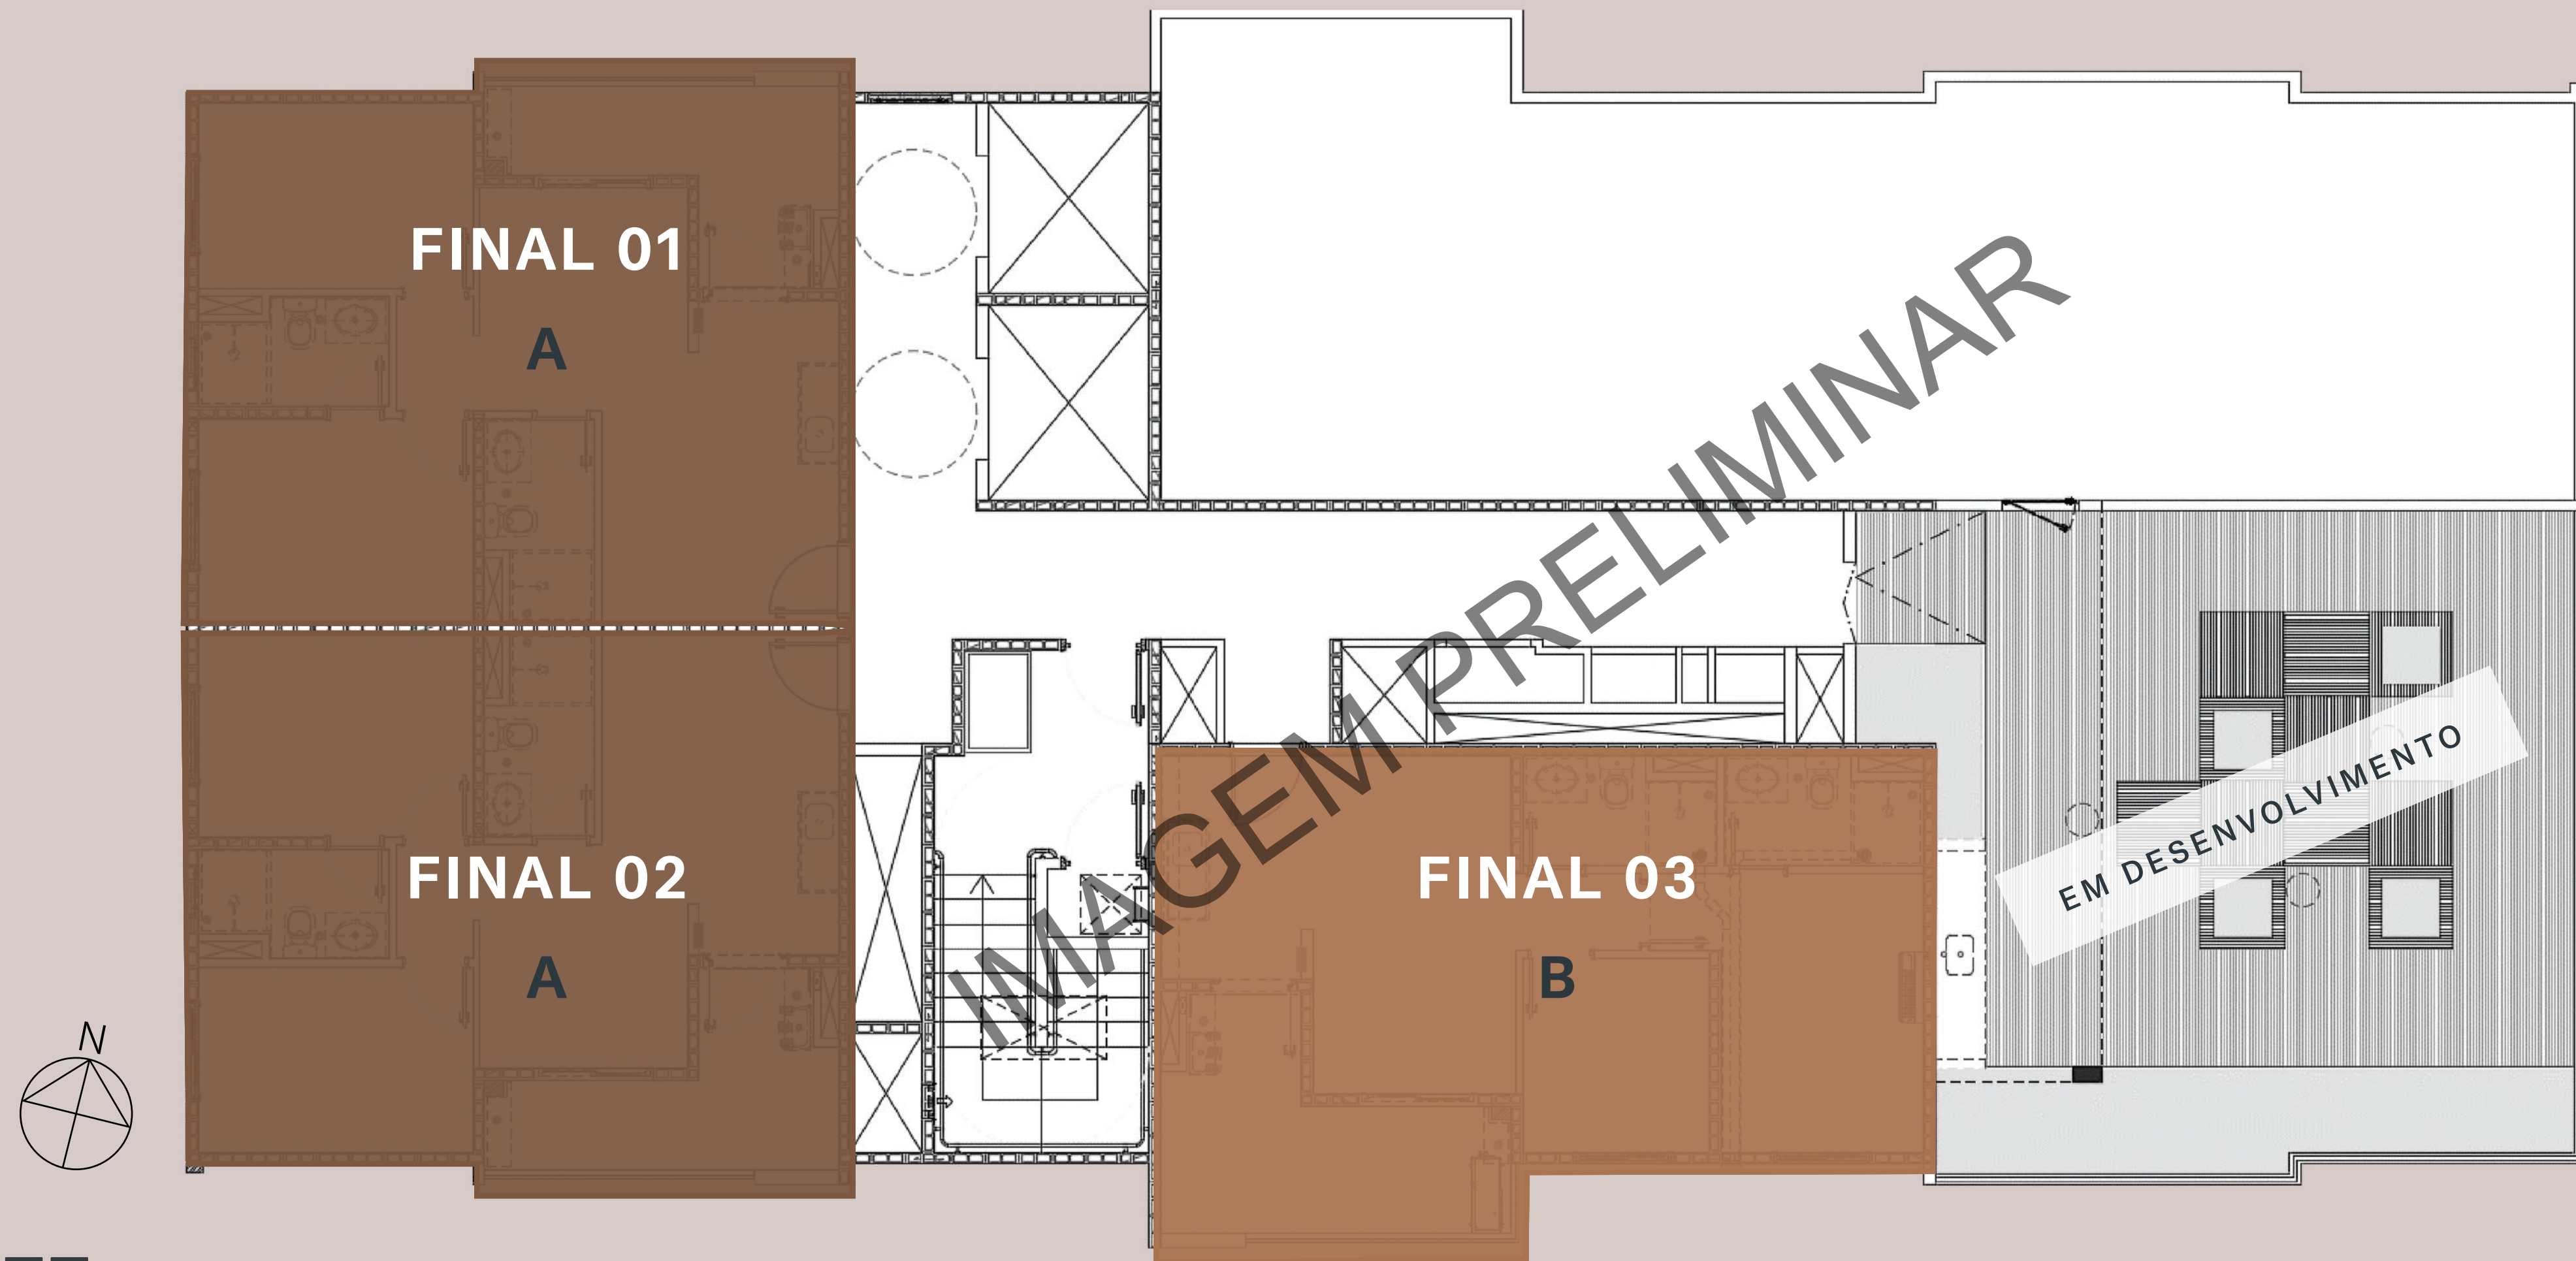 FINAL 01
A
IMAGEM PRELIMINAR
EM DESENVOLVIMENTO
FINAL 02
A
FINAL 03
B
N